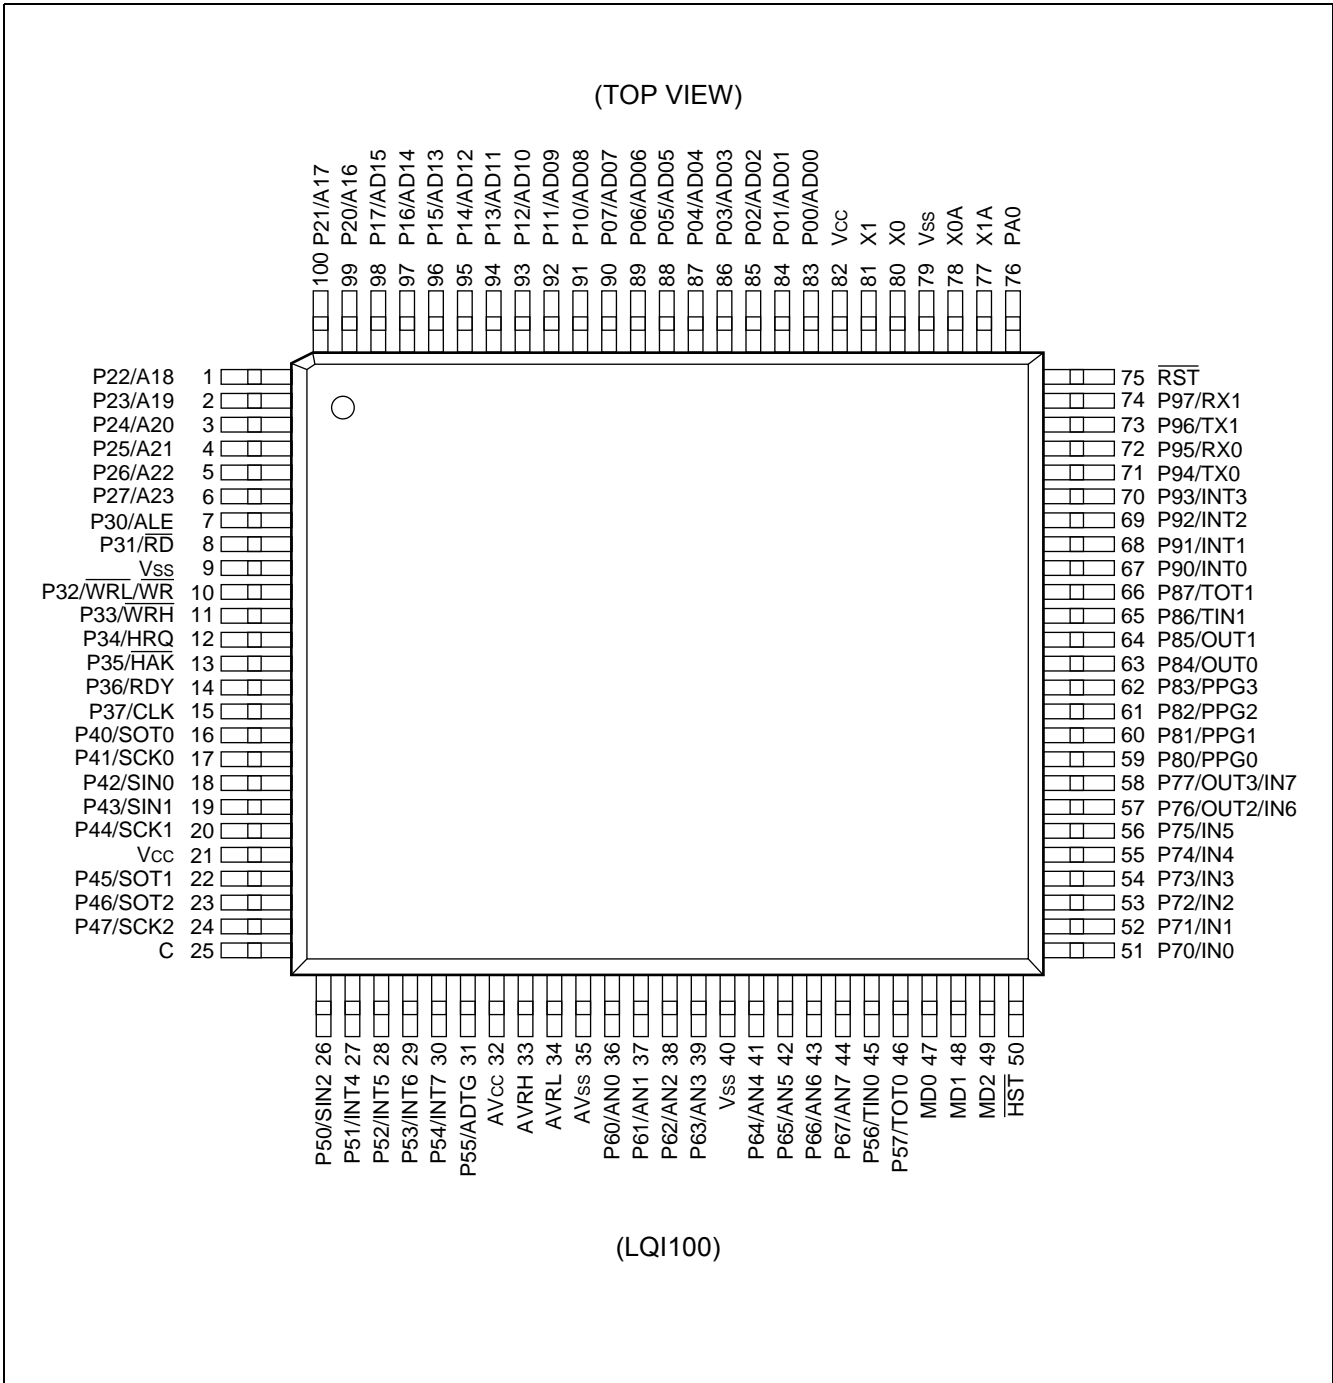 (TOP VIEW)
100 P21/A17
99 P20/A16
98 P17/AD15
97 P16/AD14
96 P15/AD13
95 P14/AD12
94 P13/AD11
93 P12/AD10
92 P11/AD09
91 P10/AD08
90 P07/AD07
89 P06/AD06
88 P05/AD05
87 P04/AD04
86 P03/AD03
85 P02/AD02
84 P01/AD01
83 P00/AD00
82 Vcc
81 X1
80 X0
79 Vss
78 X0A
77 X1A
76 PA0
P22/A18 1
P23/A19 2
P24/A20 3
P25/A21 4
P26/A22 5
P27/A23 6
P30/ALE 7
P31/R̅D̅ 8
Vss 9
P32/W̅R̅L̅/W̅R̅ 10
P33/W̅R̅H̅ 11
P34/HRQ 12
P35/H̅A̅K̅ 13
P36/RDY 14
P37/CLK 15
P40/SOT0 16
P41/SCK0 17
P42/SIN0 18
P43/SIN1 19
P44/SCK1 20
Vcc 21
P45/SOT1 22
P46/SOT2 23
P47/SCK2 24
C 25
75 R̅S̅T̅
74 P97/RX1
73 P96/TX1
72 P95/RX0
71 P94/TX0
70 P93/INT3
69 P92/INT2
68 P91/INT1
67 P90/INT0
66 P87/TOT1
65 P86/TIN1
64 P85/OUT1
63 P84/OUT0
62 P83/PPG3
61 P82/PPG2
60 P81/PPG1
59 P80/PPG0
58 P77/OUT3/IN7
57 P76/OUT2/IN6
56 P75/IN5
55 P74/IN4
54 P73/IN3
53 P72/IN2
52 P71/IN1
51 P70/IN0
P50/SIN2 26
P51/INT4 27
P52/INT5 28
P53/INT6 29
P54/INT7 30
P55/ADTG 31
AVcc 32
AVRH 33
AVRL 34
AVss 35
P60/AN0 36
P61/AN1 37
P62/AN2 38
P63/AN3 39
Vss 40
P64/AN4 41
P65/AN5 42
P66/AN6 43
P67/AN7 44
P56/TIN0 45
P57/TOT0 46
MD0 47
MD1 48
MD2 49
H̅S̅T̅ 50
(LQI100)